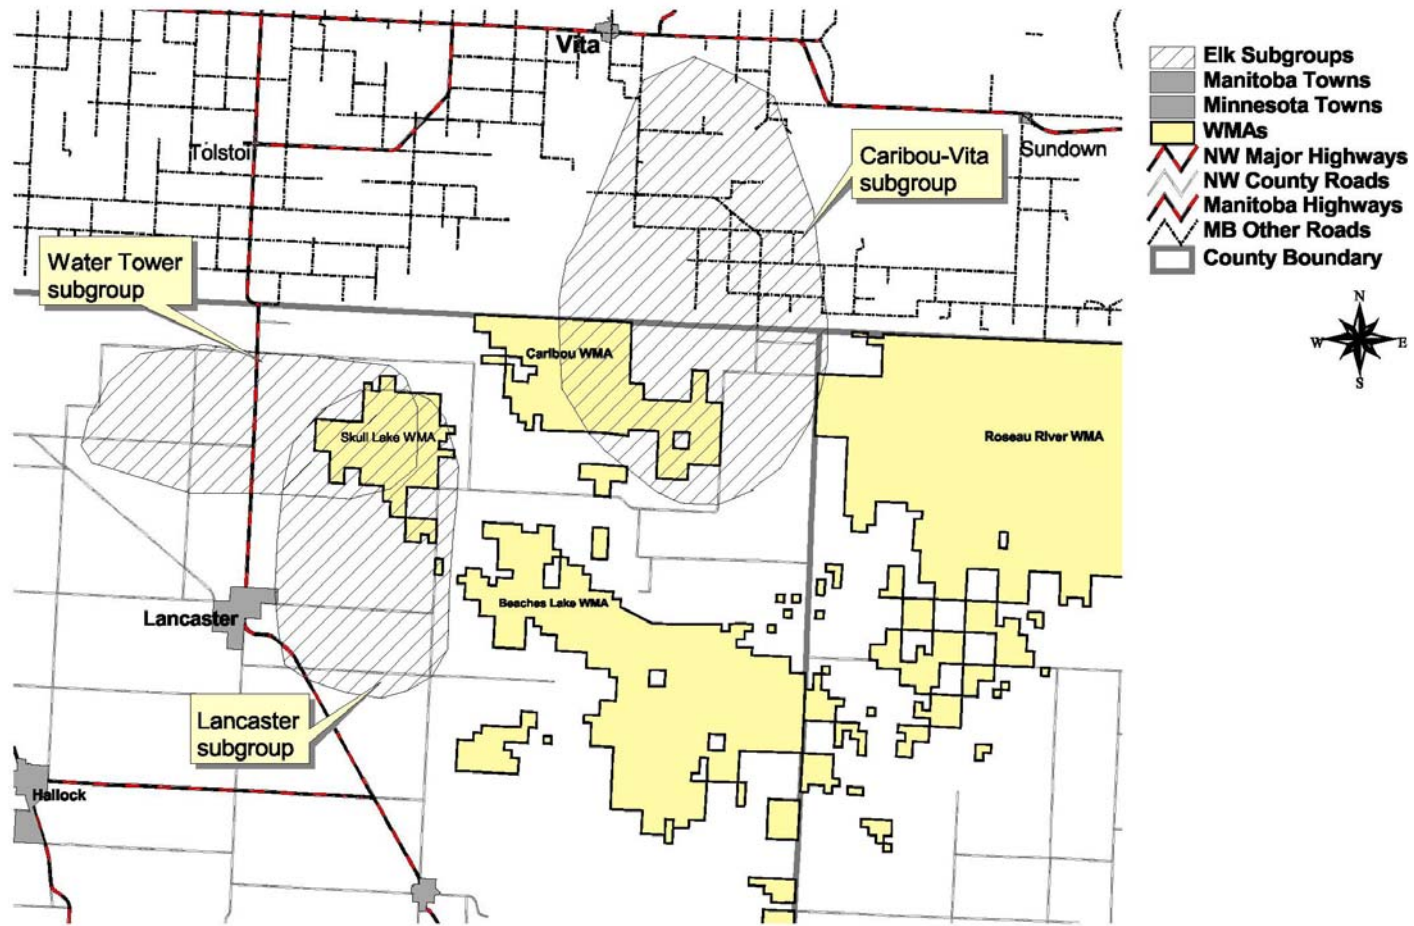 Vita
Tolstoi
Sundown
Caribou-Vita
subgroup
Water Tower
subgroup
Caribou WMA
Skull Lake WMA
Roseau River WMA
Beaches Lake WMA
Lancaster
Lancaster
subgroup
Hallock
Elk Subgroups
Manitoba Towns
Minnesota Towns
WMAs
NW Major Highways
NW County Roads
Manitoba Highways
MB Other Roads
County Boundary
N
W E
S